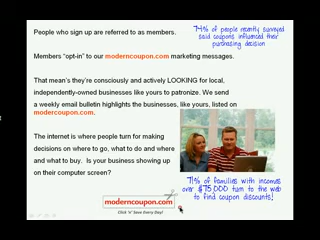 People who sign up are referred to as members.
74% of people recently surveyed
said coupons influenced their
purchasing decision
Members "opt-in" to our moderncoupon.com marketing messages.
That mean's they're consciously and actively LOOKING for local,
independently-owned businesses like yours to patronize. We send
a weekly email bulletin highlights the businesses, like yours, listed on
modercoupon.com.
The internet is where people turn for making
decisions on where to go, what to do and where
and what to buy. Is your business showing up
on their computer screen?
71% of families with incomes
over $75,000 turn to the web
to find coupon discounts!
moderncoupon.com
Click 'n' Save Every Day!